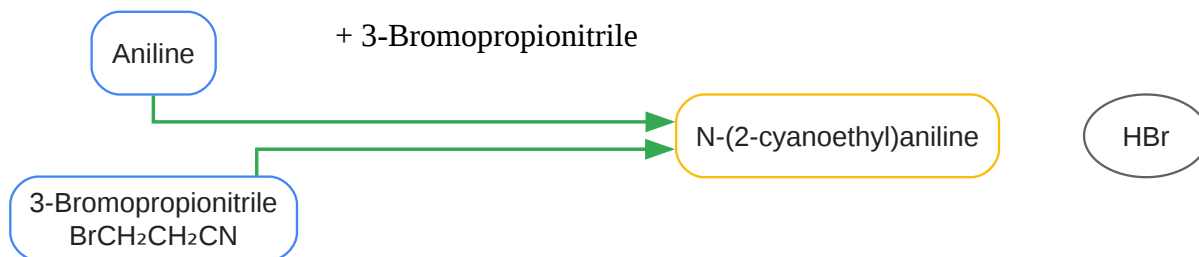 + 3-Bromopropionitrile
Aniline
N-(2-cyanoethyl)aniline
HBr
3-Bromopropionitrile
BrCH₂CH₂CN